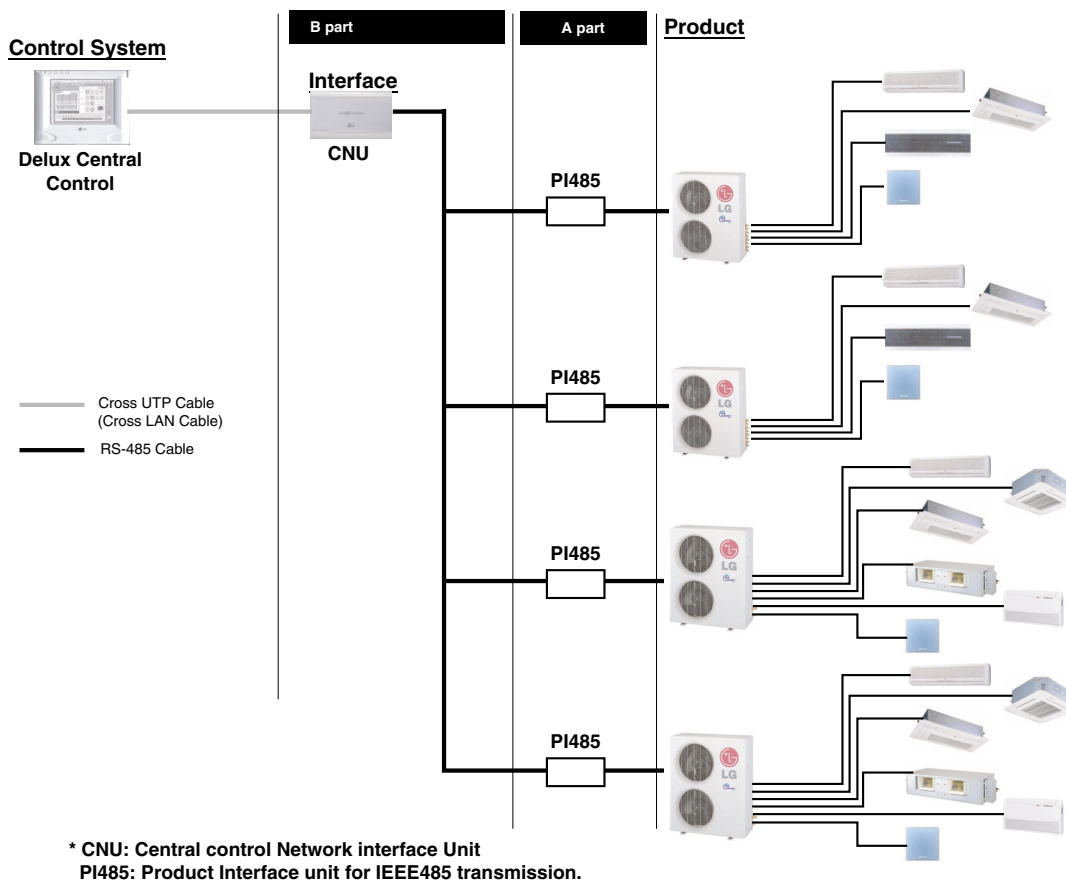 B part
A part
Product
Control System
Interface
CNU
Delux Central
Control
PI485
LG
PI485
LG
Cross UTP Cable
(Cross LAN Cable)
RS-485 Cable
PI485
LG
PI485
LG
* CNU: Central control Network interface Unit
PI485: Product Interface unit for IEEE485 transmission.